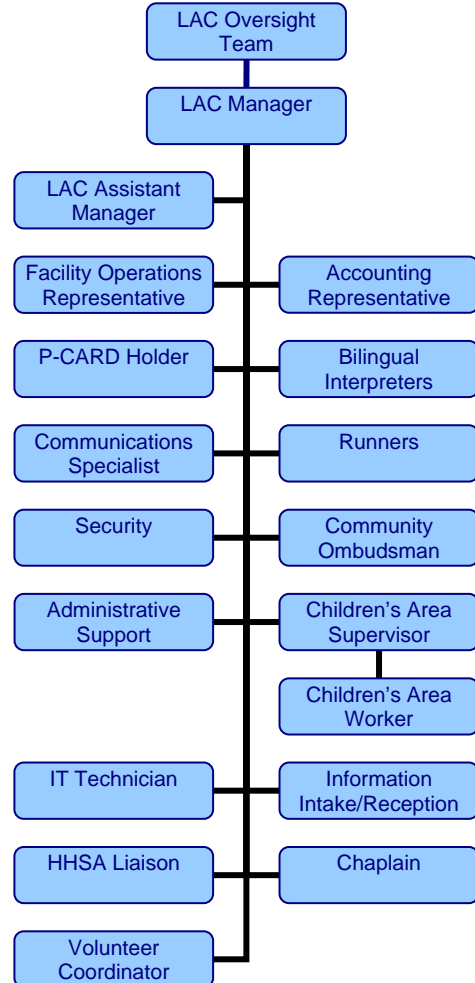 LAC Oversight
Team
LAC Manager
LAC Assistant
Manager
Facility Operations
Representative
Accounting
Representative
P-CARD Holder
Bilingual
Interpreters
Communications
Specialist
Runners
Security
Community
Ombudsman
Administrative
Support
Children’s Area
Supervisor
Children’s Area
Worker
IT Technician
Information
Intake/Reception
HHSA Liaison
Chaplain
Volunteer
Coordinator